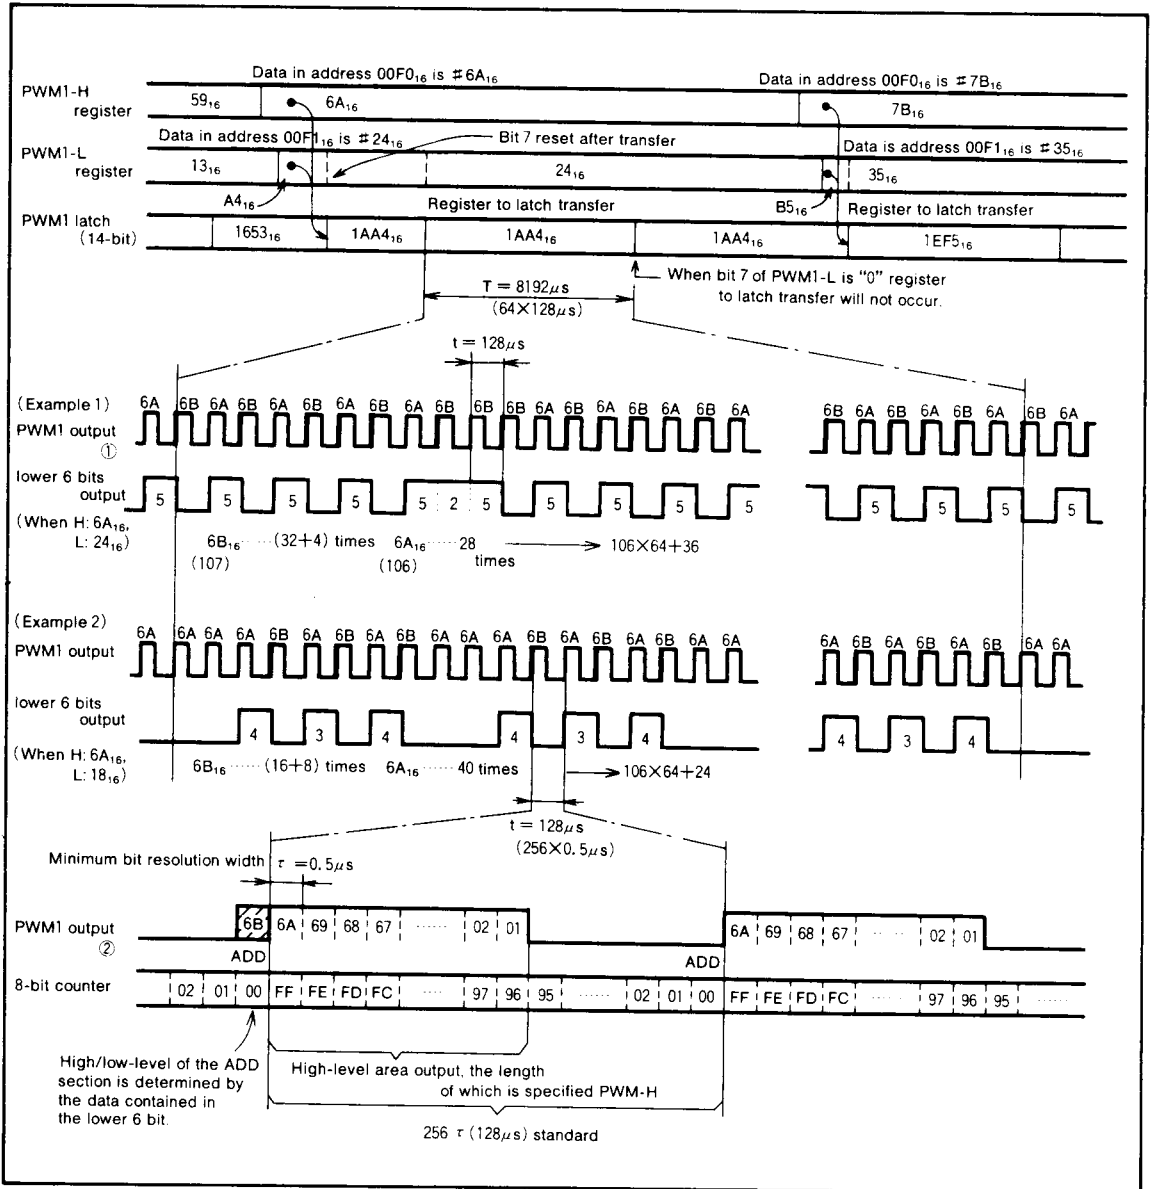 Data in address 00F0₁₆ is #6A₁₆
Data in address 00F0₁₆ is #7B₁₆
PWM1-H
register
59₁₆
6A₁₆
7B₁₆
Data in address 00F1₁₆ is #24₁₆
Bit 7 reset after transfer
Data is address 00F1₁₆ is #35₁₆
PWM1-L
register
13₁₆
24₁₆
35₁₆
A4₁₆
Register to latch transfer
B5₁₆
Register to latch transfer
PWM1 latch
(14-bit)
1653₁₆
1AA4₁₆
1AA4₁₆
1AA4₁₆
1EF5₁₆
When bit 7 of PWM1-L is "0" register
to latch transfer will not occur.
T = 8192μs
(64×128μs)
t = 128μs
(Example 1)
6A 6B 6A 6B 6A 6B 6A 6B 6A 6B 6B 6B 6A 6B 6A 6B 6A 6B 6A
6B 6A 6B 6A 6B 6A 6B 6A
PWM1 output
①
lower 6 bits
output
5 5 5 5 5 2 5 5 5 5 5
5 5 5 5
(When H: 6A₁₆,
L: 24₁₆)
6B₁₆ ······ (32+4) times 6A₁₆ ······ 28 times → 106×64+36
(107) (106)
(Example 2)
6A 6A 6A 6A 6B 6A 6B 6A 6B 6A 6A 6A 6B 6A 6B 6A 6B 6A 6A
6A 6B 6A 6B 6A 6B 6A 6A
PWM1 output
lower 6 bits
output
4 3 4 4 3 4
4 3 4
(When H: 6A₁₆,
L: 18₁₆)
6B₁₆ ······ (16+8) times 6A₁₆ ······ 40 times → 106×64+24
t = 128μs
(256×0.5μs)
Minimum bit resolution width τ =0.5μs
PWM1 output
②
6B 6A 69 68 67 ······ 02 01
6A 69 68 67 ······ 02 01
ADD
ADD
8-bit counter
02 01 00 FF FE FD FC ······ 97 96 95 ······ 02 01 00 FF FE FD FC ······ 97 96 95 ······
High/low-level of the ADD
section is determined by
the data contained in
the lower 6 bit.
High-level area output, the length
of which is specified PWM-H
256 τ (128μs) standard